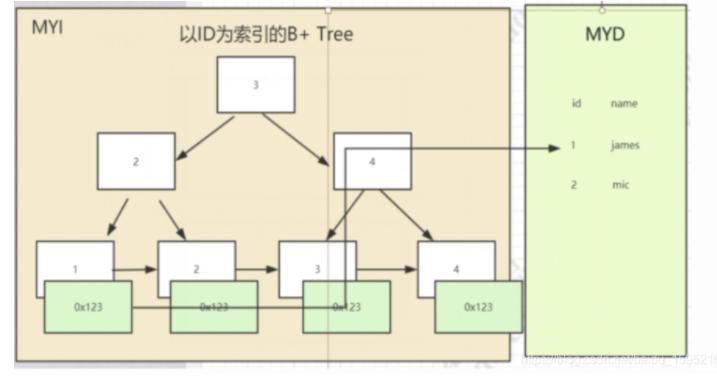 MYI
以ID为索引的B+ Tree
MYD
3
id name
2
4
1 james
2 mic
1
2
3
4
0x123
0x123
0x123
0x123